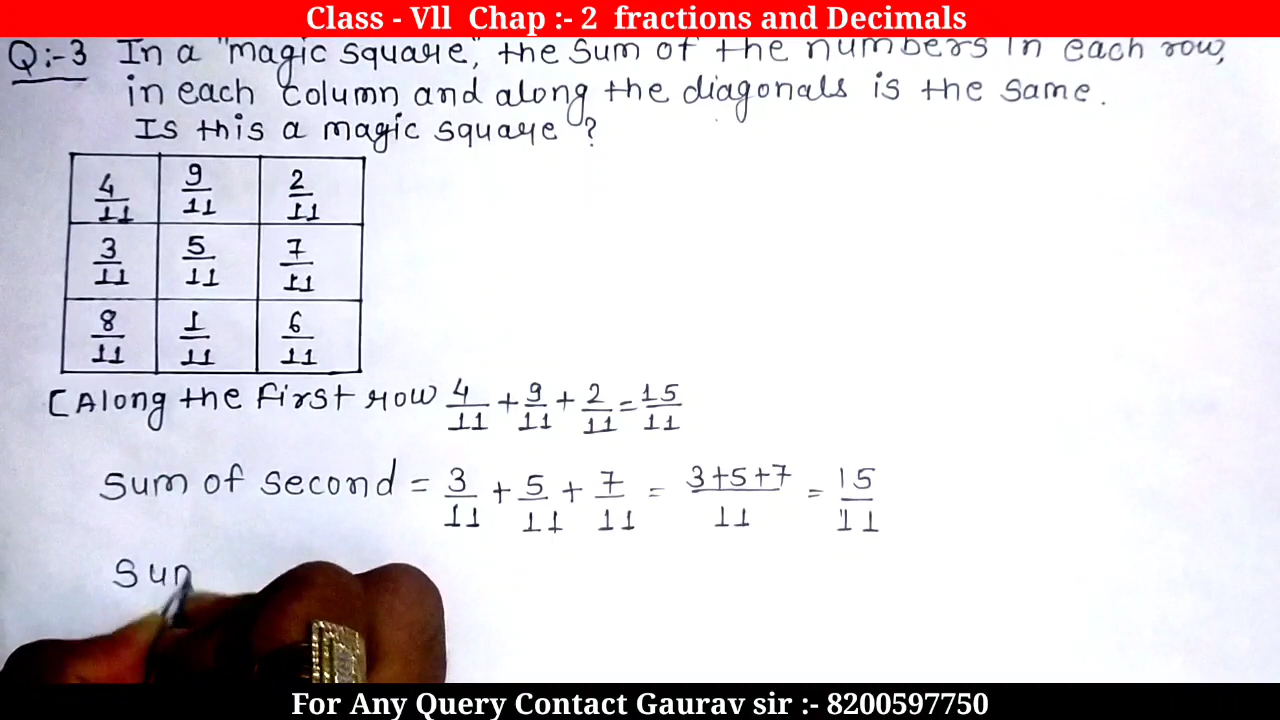 Class - Vll Chap :- 2 fractions and Decimals
Q:-3 In a "magic square", the sum of the numbers in each row,
in each column and along the diagonals is the same.
Is this a magic square ?
4/11 9/11 2/11
3/11 5/11 7/11
8/11 1/11 6/11
[Along the first row 4/11 + 9/11 + 2/11 = 15/11
Sum of second = 3/11 + 5/11 + 7/11 = 3+5+7/11 = 15/11
Sum
For Any Query Contact Gaurav sir :- 8200597750